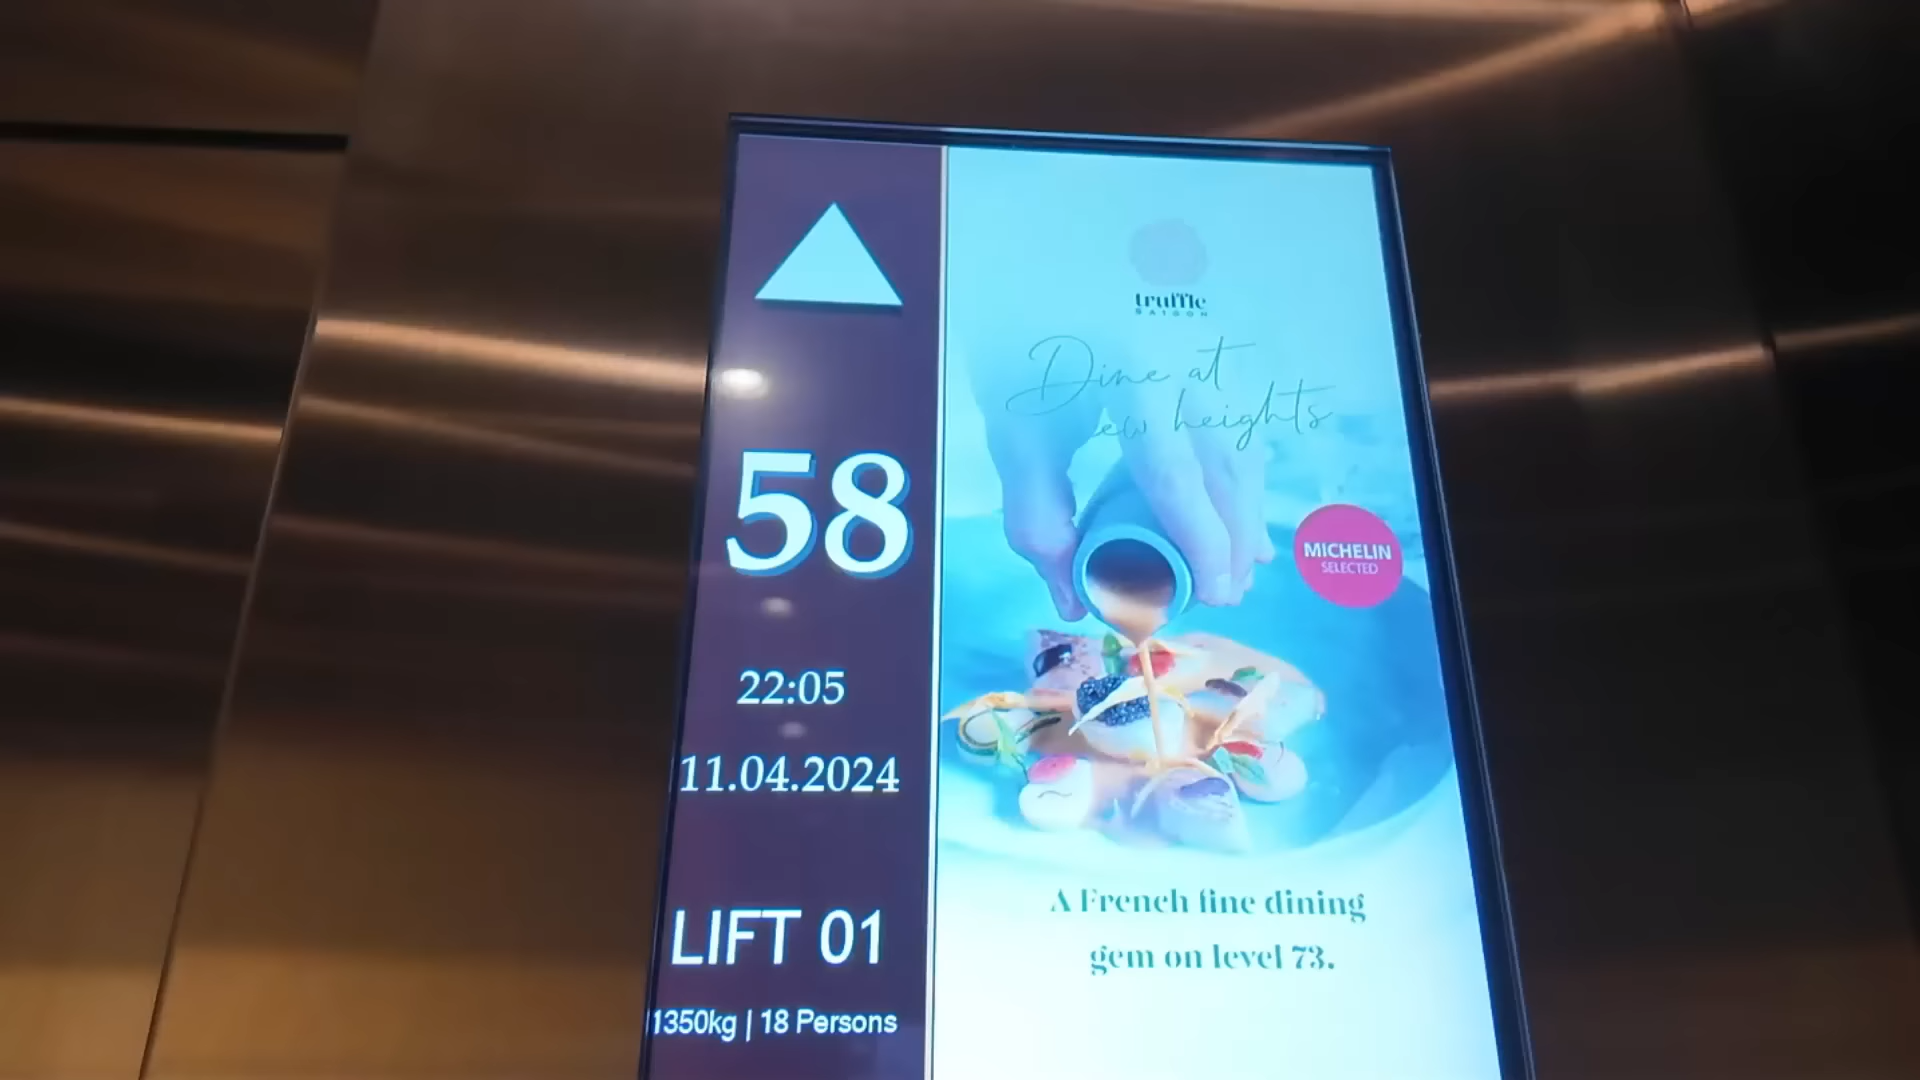 58
22:05
11.04.2024
LIFT 01
1350kg | 18 Persons
truffle
SAIGON
Dine at
ew heights
MICHELIN
SELECTED
A French fine dining
gem on level 73.